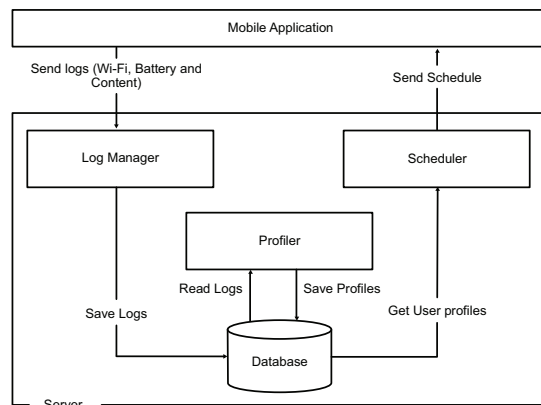 Mobile Application
Send logs (Wi-Fi, Battery and
Content)
Send Schedule
Log Manager
Scheduler
Profiler
Read Logs
Save Profiles
Save Logs
Get User profiles
Database
Server